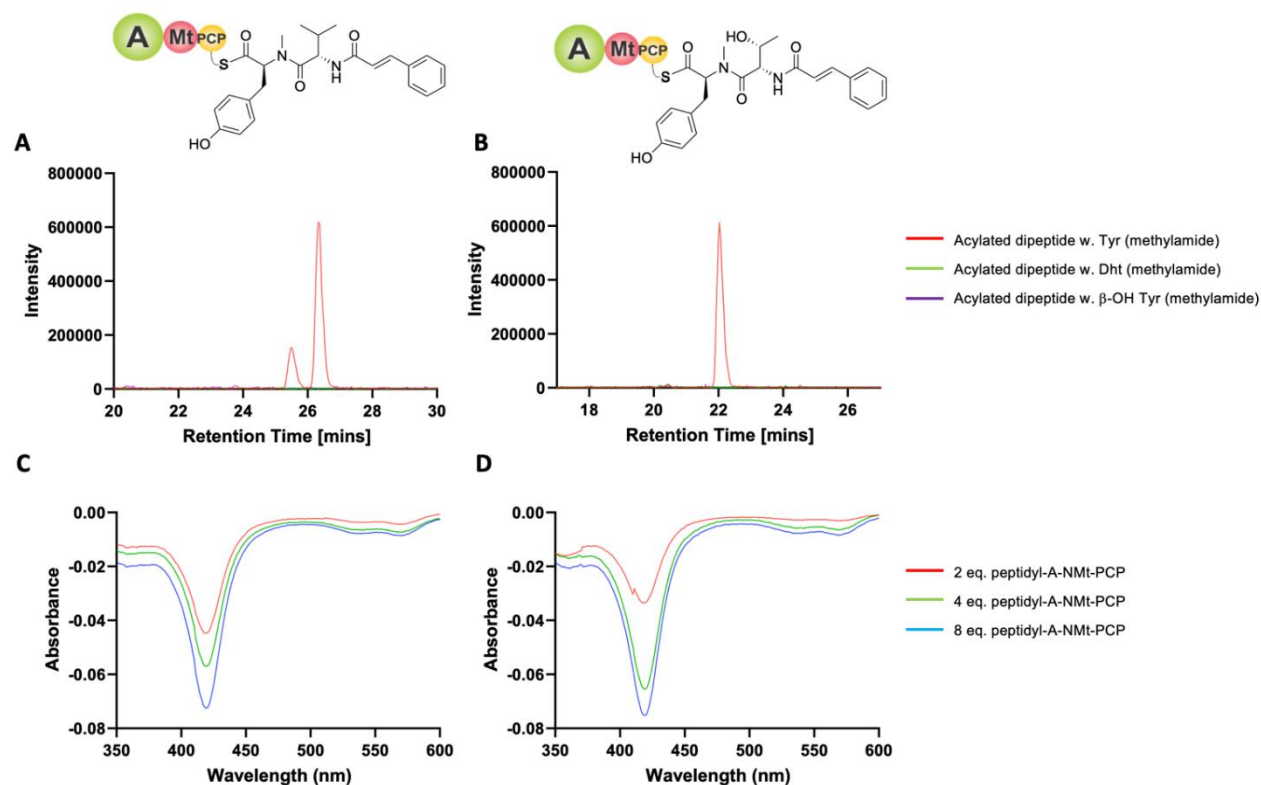 A Mt PCP
S
O
N
O
N
H
O
HO
A Mt PCP
S
O
N
O
HO
N
H
O
HO
A
800000
600000
400000
200000
0
Intensity
20 22 24 26 28 30
Retention Time [mins]
B
800000
600000
400000
200000
0
Intensity
18 20 22 24 26
Retention Time [mins]
Acylated dipeptide w. Tyr (methylamide)
Acylated dipeptide w. Dht (methylamide)
Acylated dipeptide w. β-OH Tyr (methylamide)
C
0.00
-0.02
-0.04
-0.06
-0.08
Absorbance
350 400 450 500 550 600
Wavelength (nm)
D
0.00
-0.02
-0.04
-0.06
-0.08
Absorbance
350 400 450 500 550 600
Wavelength (nm)
2 eq. peptidyl-A-NMt-PCP
4 eq. peptidyl-A-NMt-PCP
8 eq. peptidyl-A-NMt-PCP